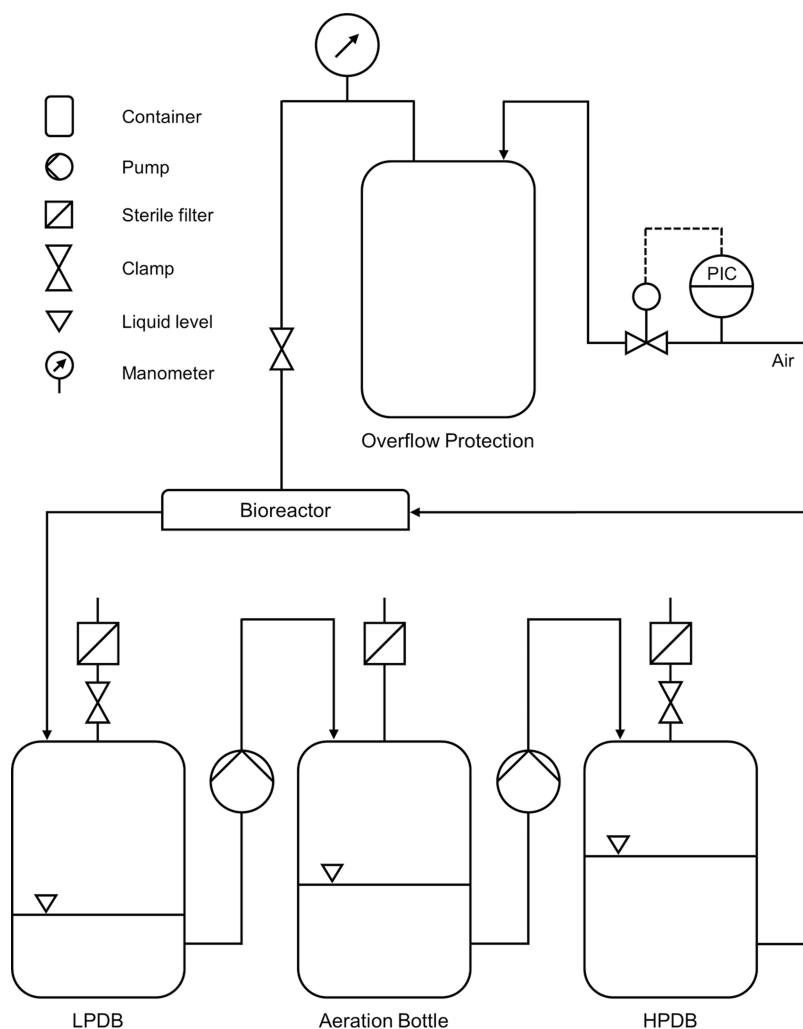 Container
Pump
Sterile filter
Clamp
Liquid level
Manometer
PIC
Air
Overflow Protection
Bioreactor
LPDB
Aeration Bottle
HPDB